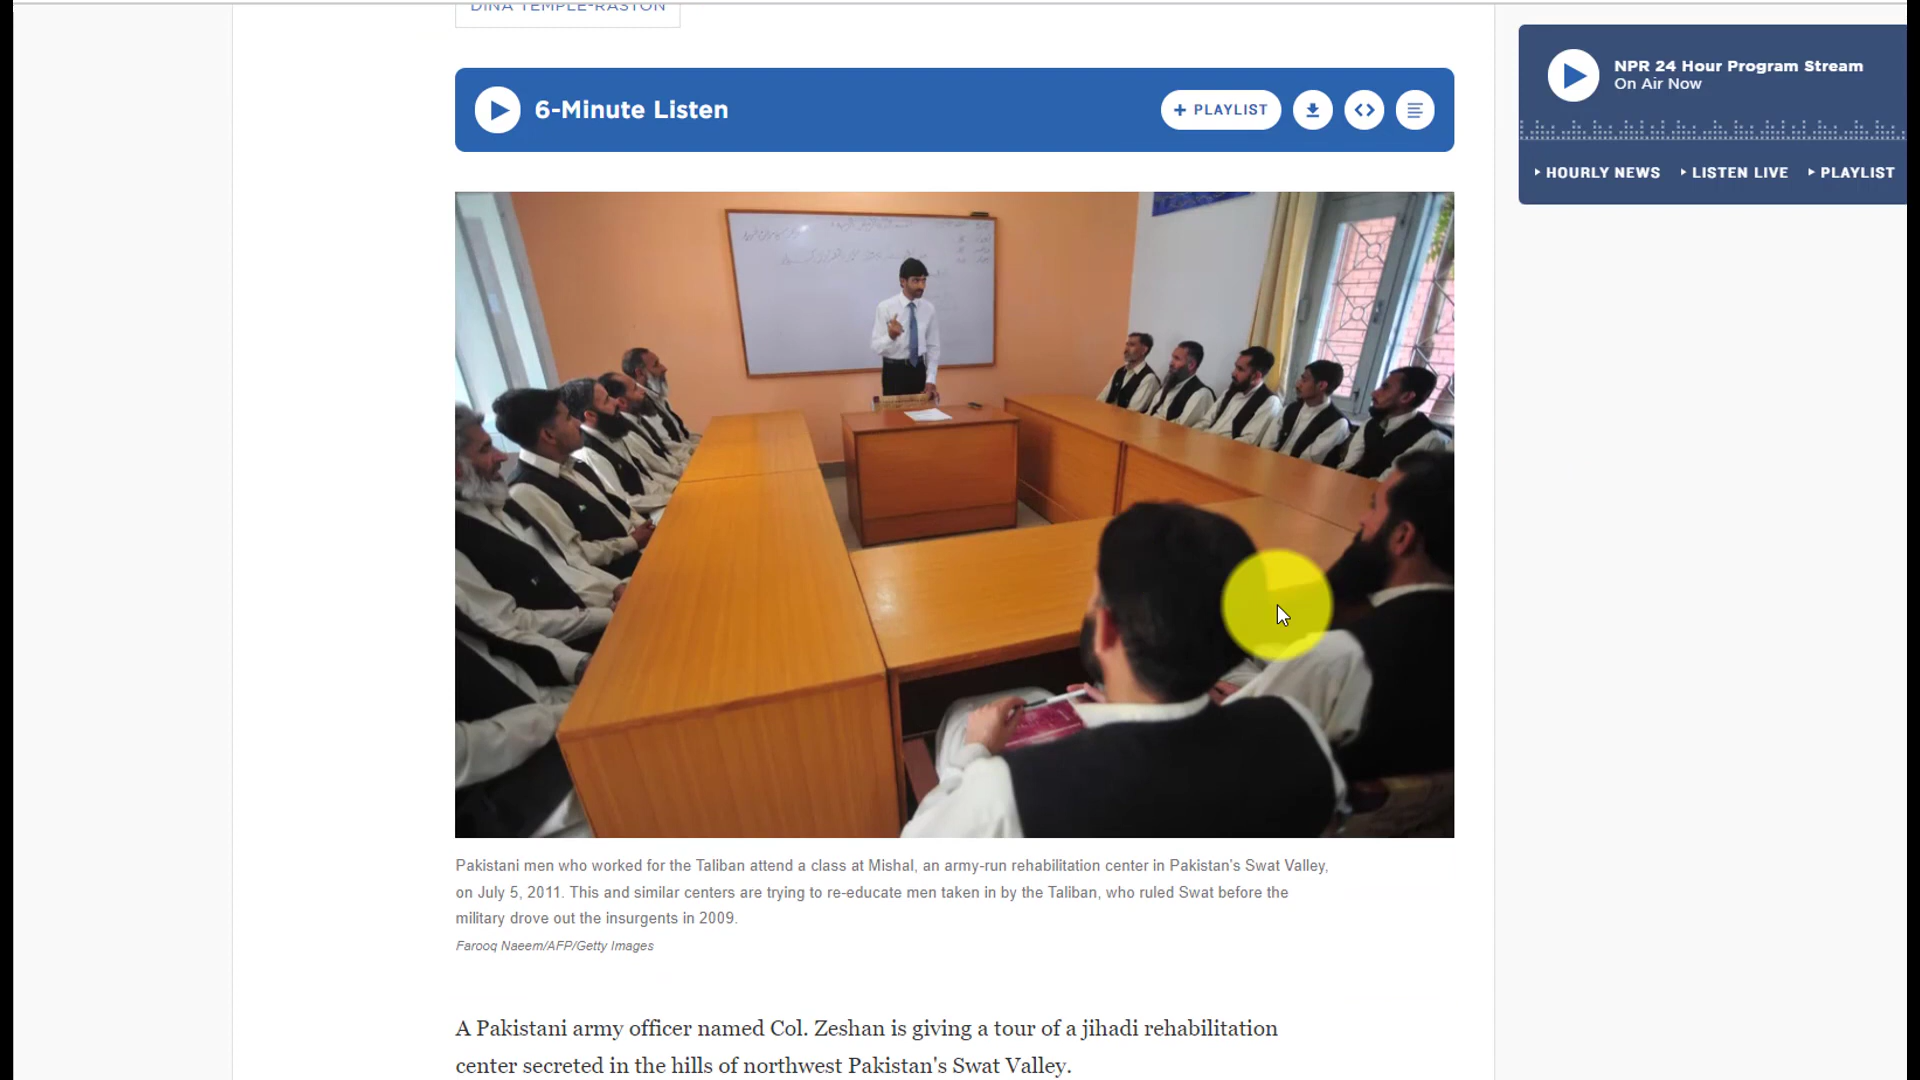 DINA TEMPLE-RASTON
6-Minute Listen
+ PLAYLIST
NPR 24 Hour Program Stream
On Air Now
HOURLY NEWS
LISTEN LIVE
PLAYLIST
Pakistani men who worked for the Taliban attend a class at Mishal, an army-run rehabilitation center in Pakistan's Swat Valley,
on July 5, 2011. This and similar centers are trying to re-educate men taken in by the Taliban, who ruled Swat before the
military drove out the insurgents in 2009.
Farooq Naeem/AFP/Getty Images
A Pakistani army officer named Col. Zeshan is giving a tour of a jihadi rehabilitation
center secreted in the hills of northwest Pakistan's Swat Valley.